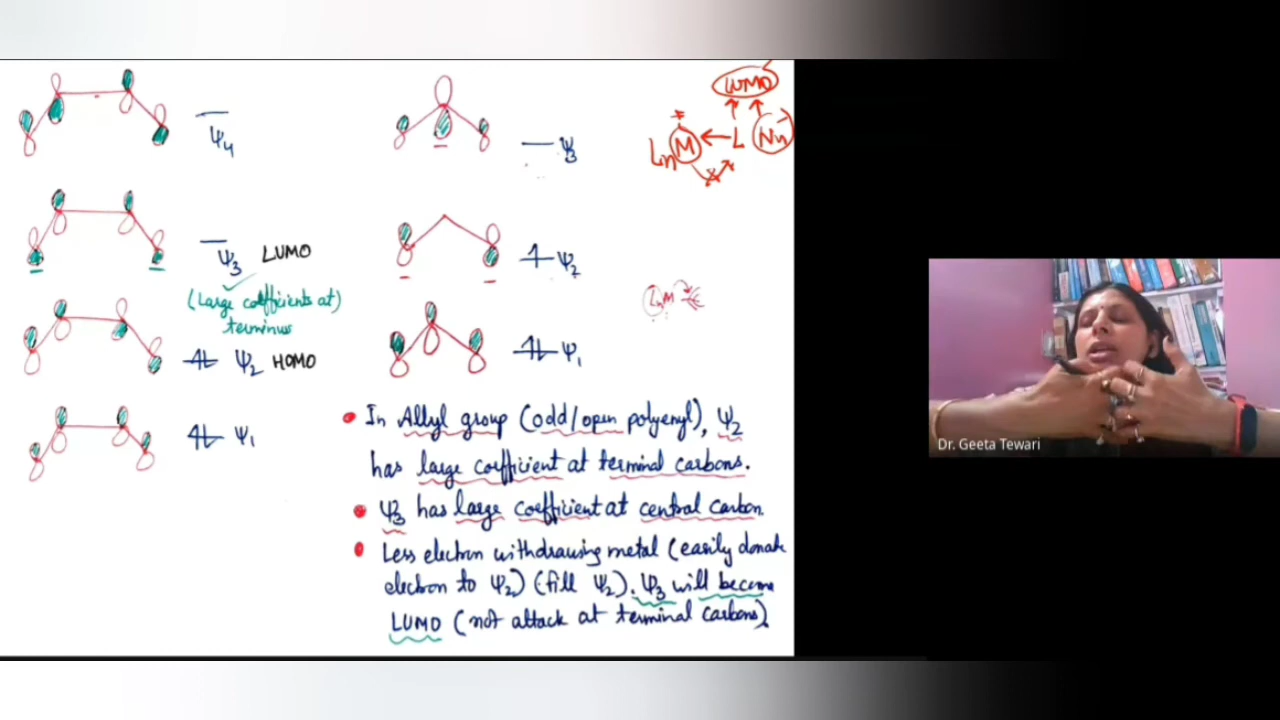 Ψ4
Ψ3 LUMO
(Large coefficients at)
terminus
Ψ2 HOMO
Ψ1
Ψ3
Ψ2
Ψ1
LUMO
LnM ← L Nu
LnM
• In Allyl group (odd/open polyenyl), Ψ2
has large coefficient at terminal carbons.
• Ψ3 has large coefficient at central carbon.
• Less electron withdrawing metal (easily donate
electron to Ψ2) (fill Ψ2). Ψ3 will become
LUMO (not attack at terminal carbons).
Dr. Geeta Tewari